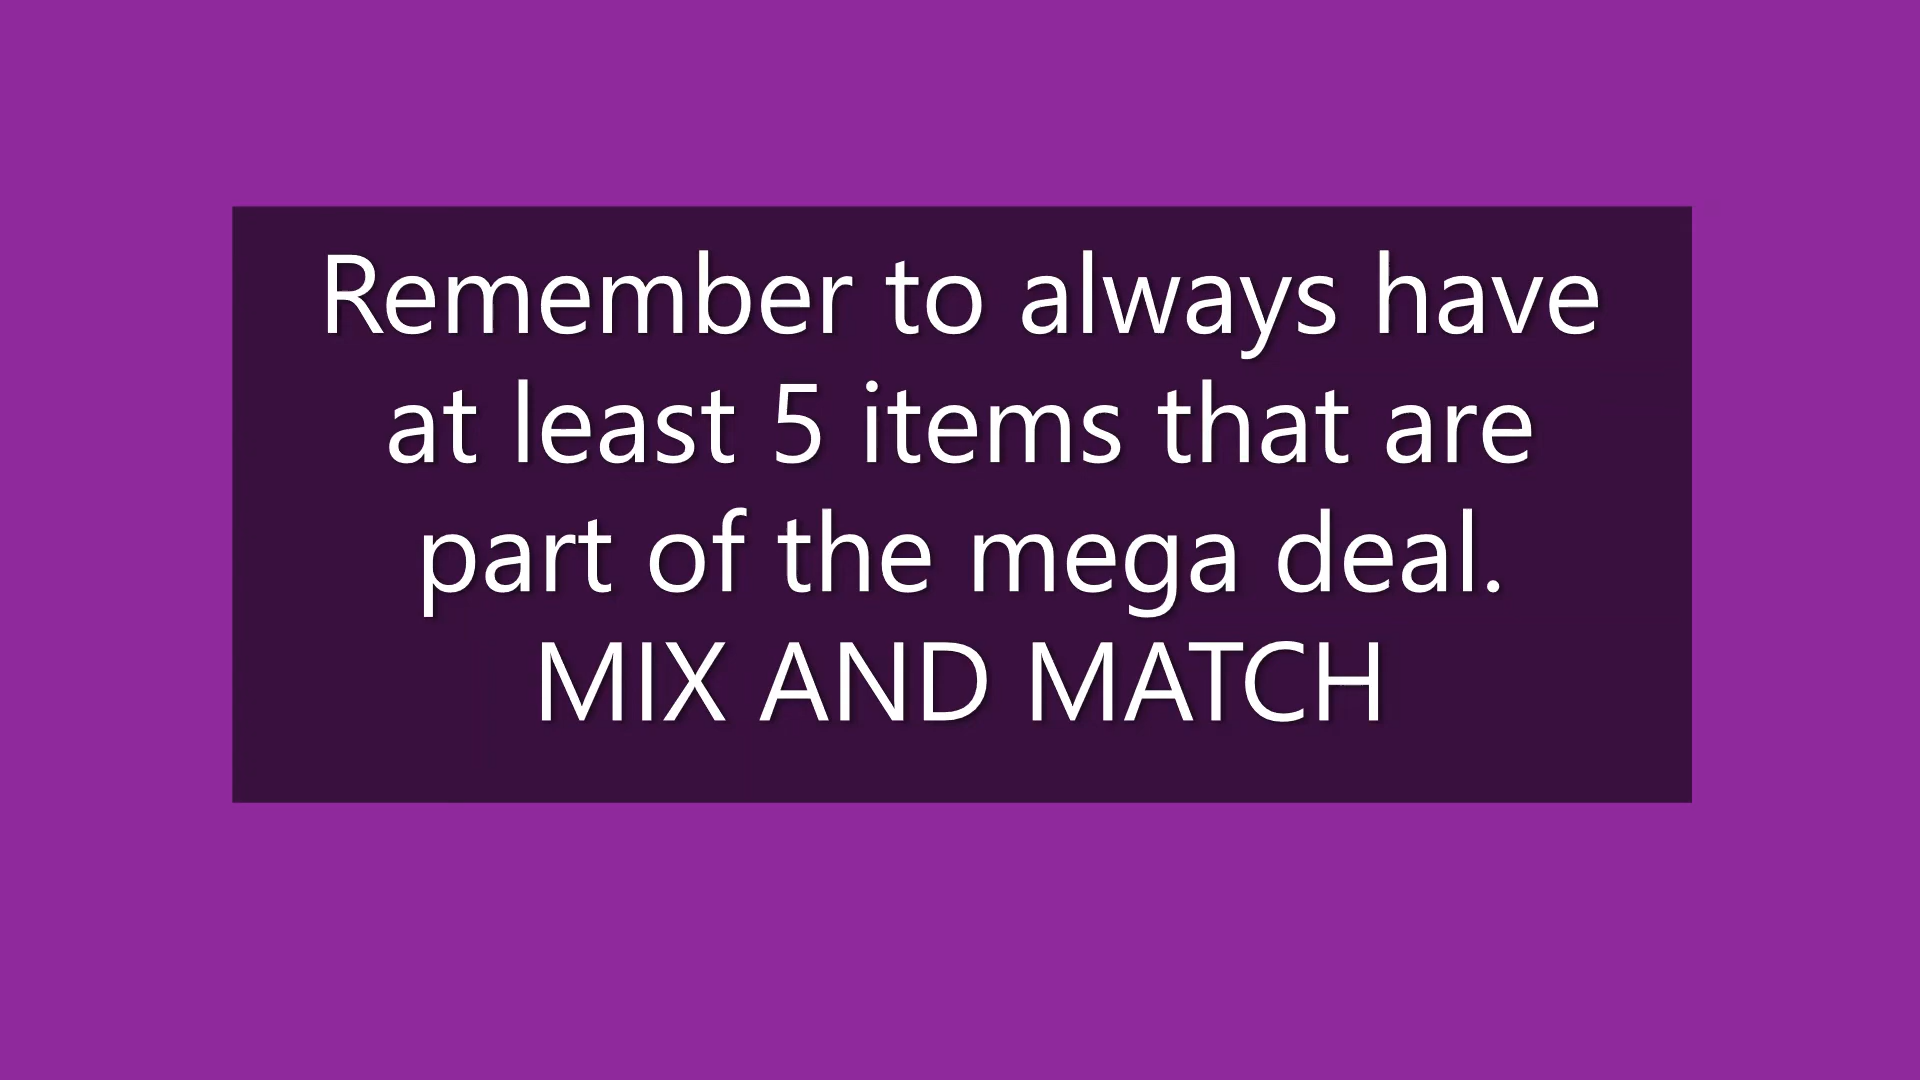 Remember to always have
at least 5 items that are
part of the mega deal.
MIX AND MATCH